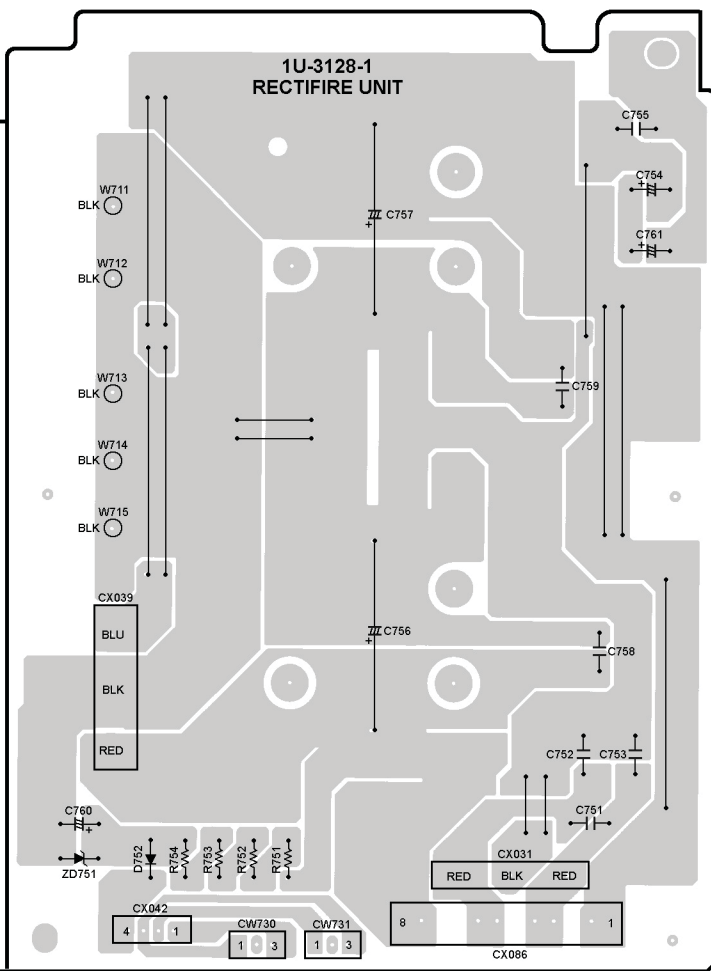 1U-3128-1
RECTIFIRE UNIT
C755
C754
+
W711
BLK
C757
+
C761
+
W712
BLK
W713
BLK
C759
W714
BLK
W715
BLK
CX039
BLU
C756
+
C758
BLK
RED
C752
C753
C760
+
C751
D752
R754
R753
R752
R751
ZD751
CX031
RED
BLK
RED
CX042
4
1
CW730
1
3
CW731
1
3
8
1
CX086